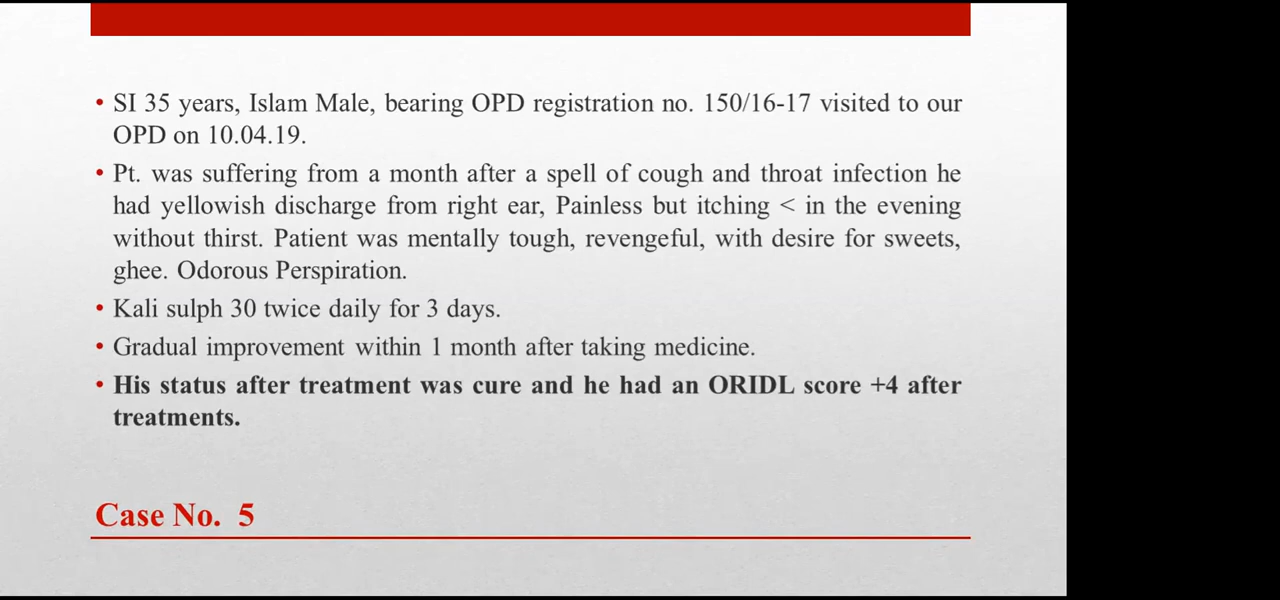 • SI 35 years, Islam Male, bearing OPD registration no. 150/16-17 visited to our
OPD on 10.04.19.
• Pt. was suffering from a month after a spell of cough and throat infection he
had yellowish discharge from right ear, Painless but itching < in the evening
without thirst. Patient was mentally tough, revengeful, with desire for sweets,
ghee. Odorous Perspiration.
• Kali sulph 30 twice daily for 3 days.
• Gradual improvement within 1 month after taking medicine.
• His status after treatment was cure and he had an ORIDL score +4 after
treatments.
Case No. 5